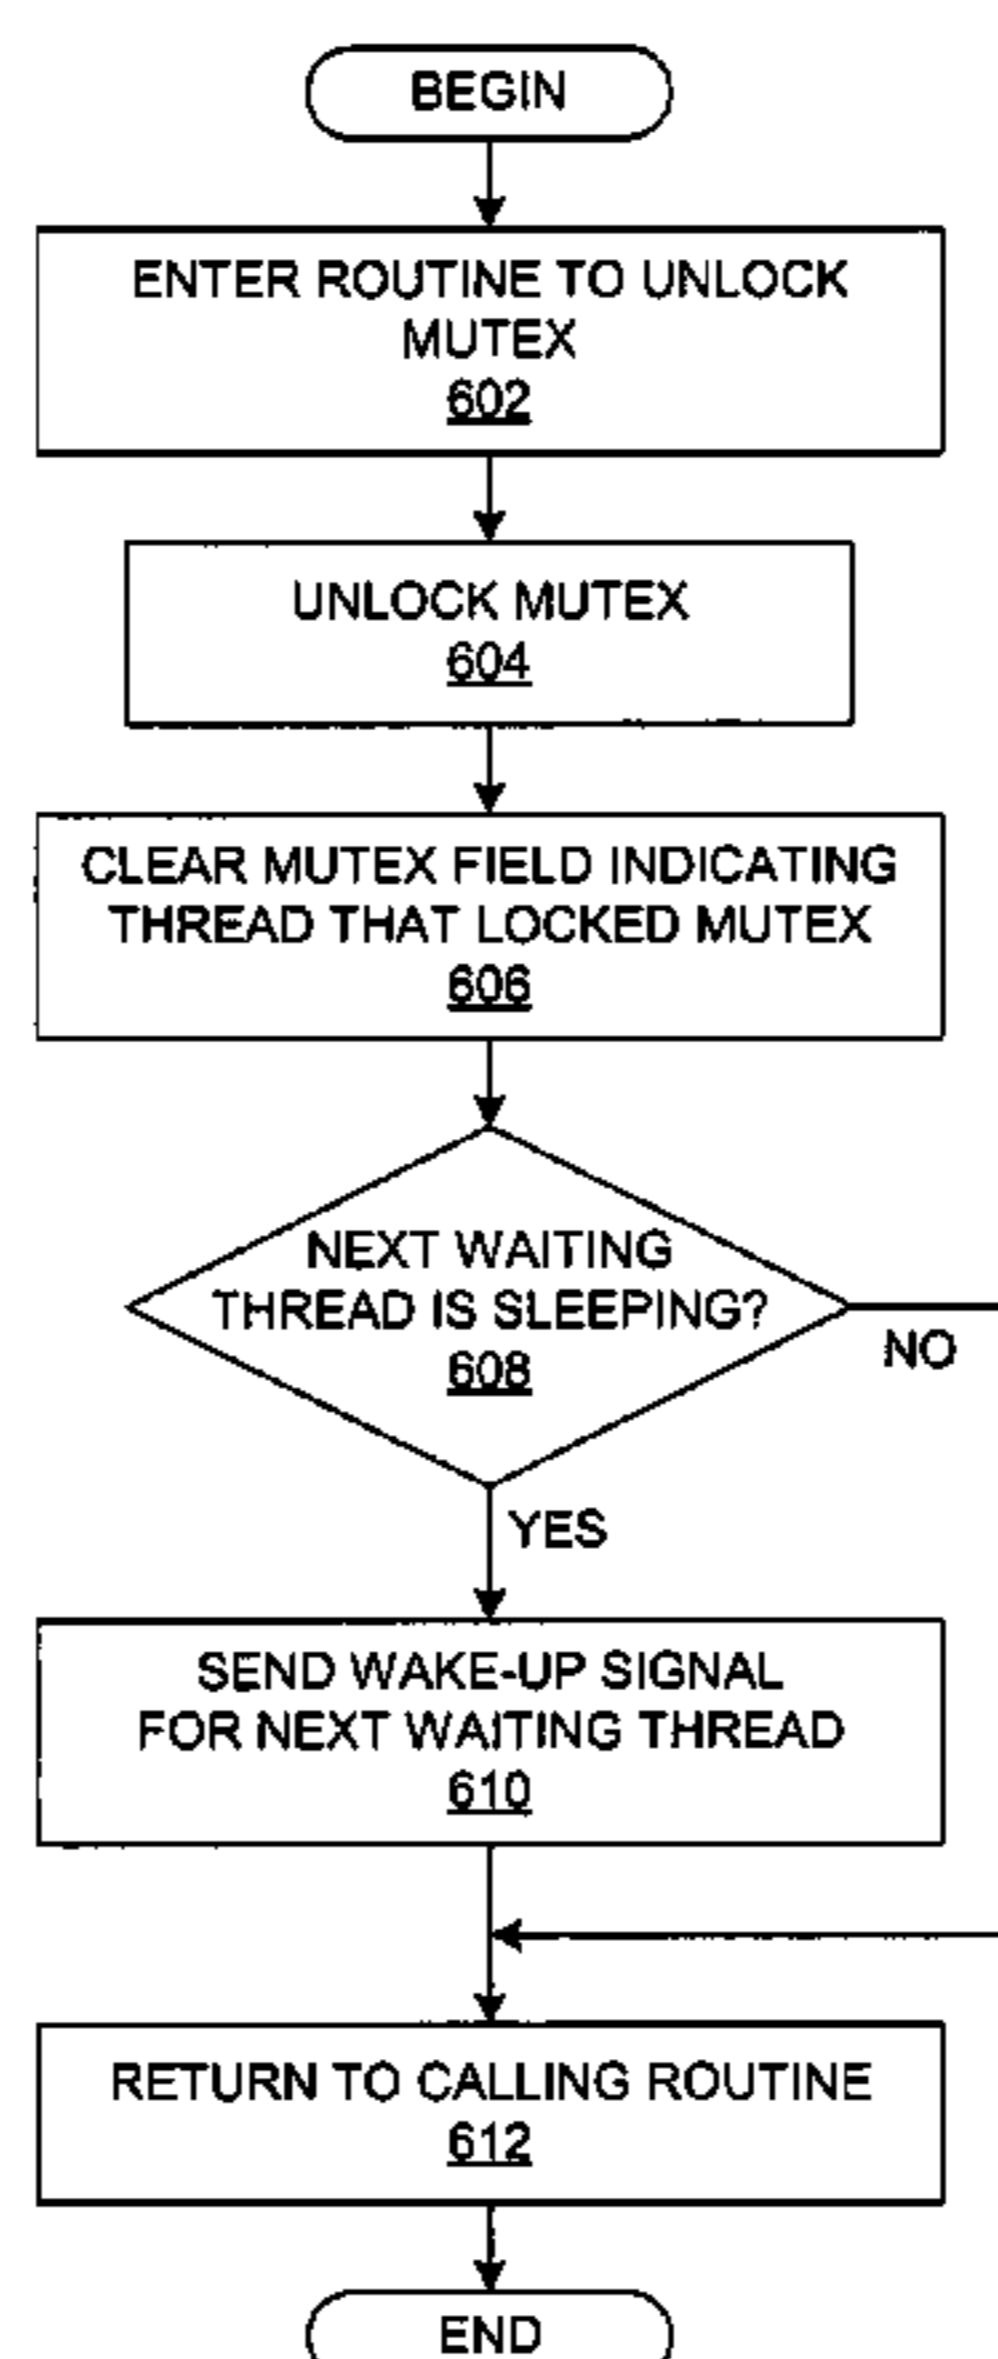 BEGIN
ENTER ROUTINE TO UNLOCK
MUTEX
602
UNLOCK MUTEX
604
CLEAR MUTEX FIELD INDICATING
THREAD THAT LOCKED MUTEX
606
NEXT WAITING
THREAD IS SLEEPING?
608
NO
YES
SEND WAKE-UP SIGNAL
FOR NEXT WAITING THREAD
610
RETURN TO CALLING ROUTINE
612
END